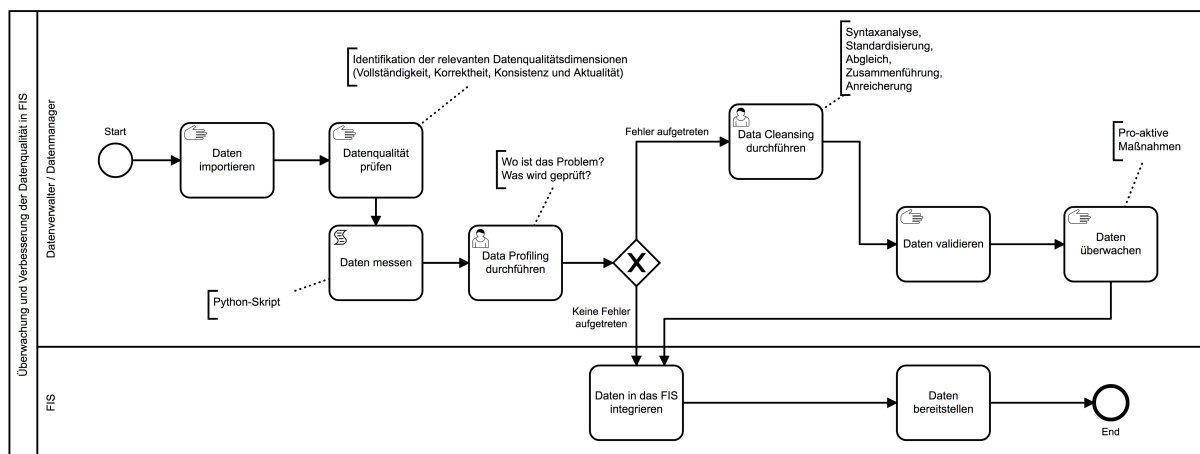 Überwachung und Verbesserung der Datenqualität in FIS
Datenverwalter / Datenmanager
Start
Daten
importieren
Identifikation der relevanten Datenqualitätsdimensionen
(Vollständigkeit, Korrektheit, Konsistenz und Aktualität)
Datenqualität
prüfen
Daten messen
Python-Skript
Wo ist das Problem?
Was wird geprüft?
Data Profiling
durchführen
Fehler aufgetreten
Keine Fehler
aufgetreten
Syntaxanalyse,
Standardisierung,
Abgleich,
Zusammenführung,
Anreicherung
Data Cleansing
durchführen
Daten validieren
Pro-aktive
Maßnahmen
Daten
überwachen
FIS
Daten in das FIS
integrieren
Daten
bereitstellen
End